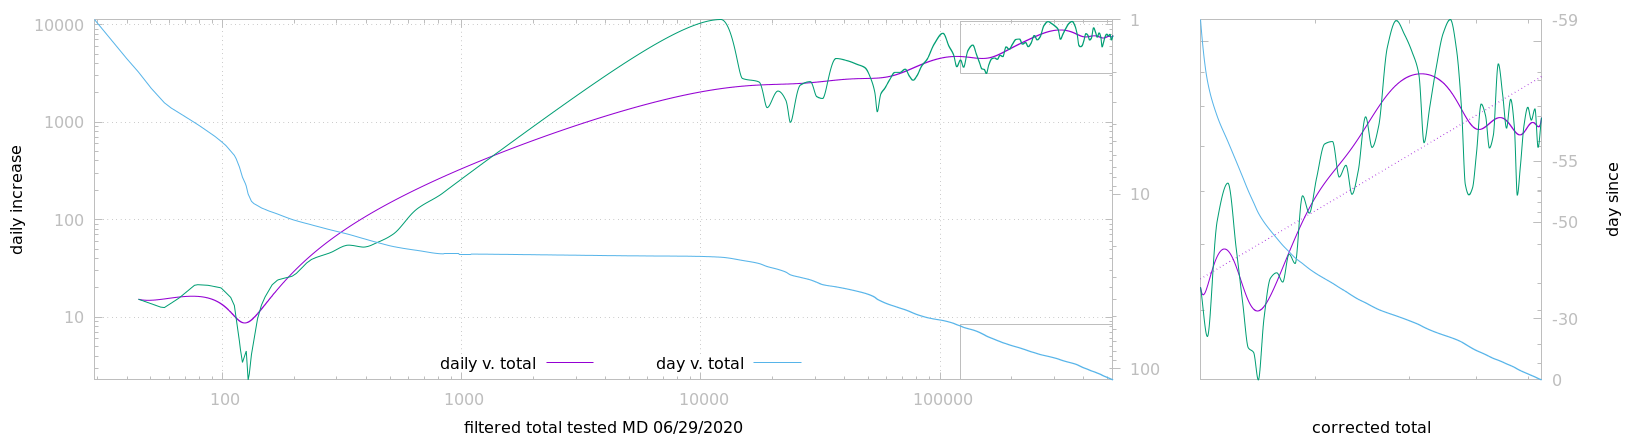 10000
1000
100
10
daily increase
daily v. total
day v. total
100
1000
10000
100000
filtered total tested MD 06/29/2020
1
10
100
-59
-55
-50
-30
0
day since
corrected total